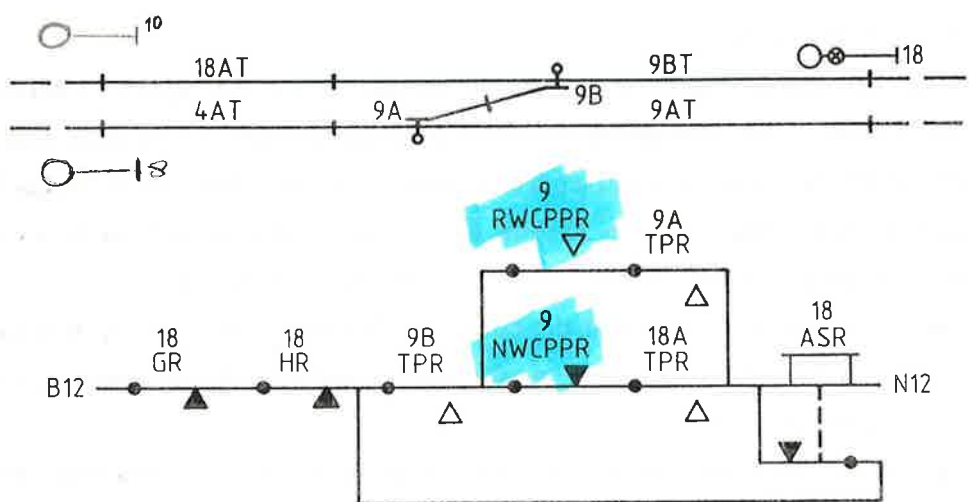 10
18AT
9BT
18
9B
4AT
9A
9AT
18
9
RWCPPR
9A
TPR
18
GR
18
HR
9B
TPR
9
NWCPPR
18A
TPR
18
ASR
B12
N12